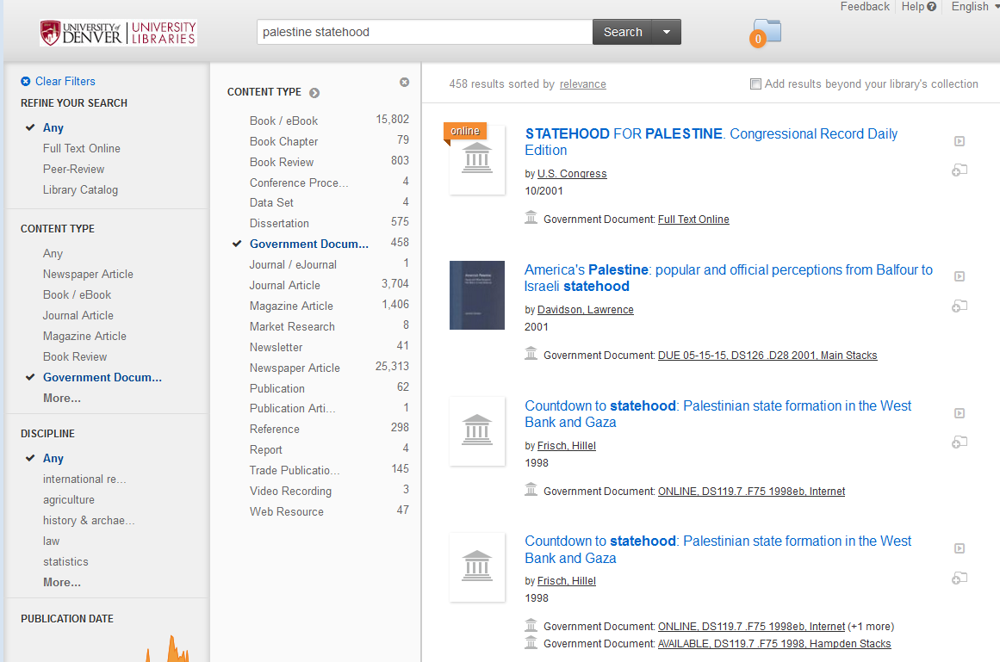 Feedback Help English
UNIVERSITY of DENVER UNIVERSITY LIBRARIES
palestine statehood
Search
0
Clear Filters
REFINE YOUR SEARCH
Any
Full Text Online
Peer-Review
Library Catalog
CONTENT TYPE
Any
Newspaper Article
Book / eBook
Journal Article
Magazine Article
Book Review
Government Docum...
More...
DISCIPLINE
Any
international re...
agriculture
history & archae...
law
statistics
More...
PUBLICATION DATE
CONTENT TYPE
Book / eBook 15,802
Book Chapter 79
Book Review 803
Conference Proce... 4
Data Set 4
Dissertation 575
Government Docum... 458
Journal / eJournal 1
Journal Article 3,704
Magazine Article 1,406
Market Research 8
Newsletter 41
Newspaper Article 25,313
Publication 62
Publication Arti... 1
Reference 298
Report 4
Trade Publicatio... 145
Video Recording 3
Web Resource 47
458 results sorted by relevance
Add results beyond your library's collection
online
STATEHOOD FOR PALESTINE. Congressional Record Daily
Edition
by U.S. Congress
10/2001
Government Document: Full Text Online
America's Palestine: popular and official perceptions from Balfour to
Israeli statehood
by Davidson, Lawrence
2001
Government Document: DUE 05-15-15, DS126 .D28 2001, Main Stacks
Countdown to statehood: Palestinian state formation in the West
Bank and Gaza
by Frisch, Hillel
1998
Government Document: ONLINE, DS119.7 .F75 1998eb, Internet
Countdown to statehood: Palestinian state formation in the West
Bank and Gaza
by Frisch, Hillel
1998
Government Document: ONLINE, DS119.7 .F75 1998eb, Internet (+1 more)
Government Document: AVAILABLE, DS119.7 .F75 1998, Hampden Stacks